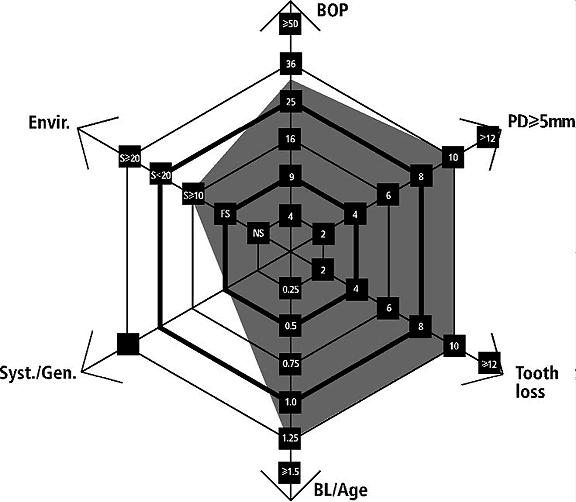 BOP
≥50
36
25
16
9
4
PD≥5mm
>12
10
8
6
4
2
Envir.
S≥20
S<20
S≥10
FS
NS
2
4
6
8
10
≥12
Tooth
loss
0.25
0.5
0.75
1.0
1.25
≥1.5
BL/Age
Syst./Gen.